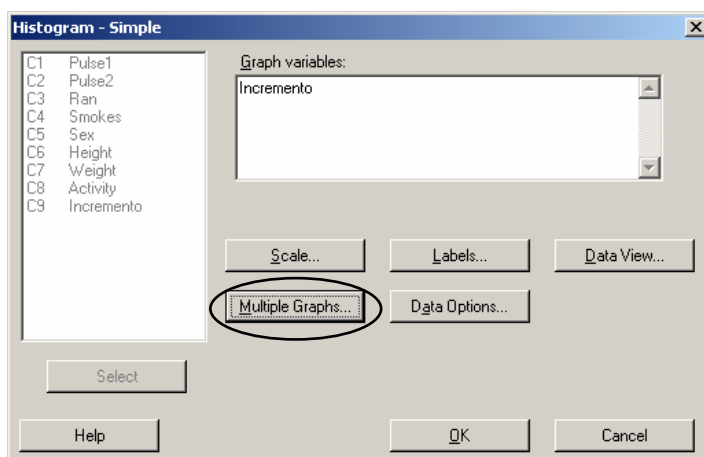 Histogram - Simple
C1 Pulse1
C2 Pulse2
C3 Ran
C4 Smokes
C5 Sex
C6 Height
C7 Weight
C8 Activity
C9 Incremento
Graph variables:
Incremento
Scale... Labels... Data View...
Multiple Graphs... Data Options...
Select
Help OK Cancel